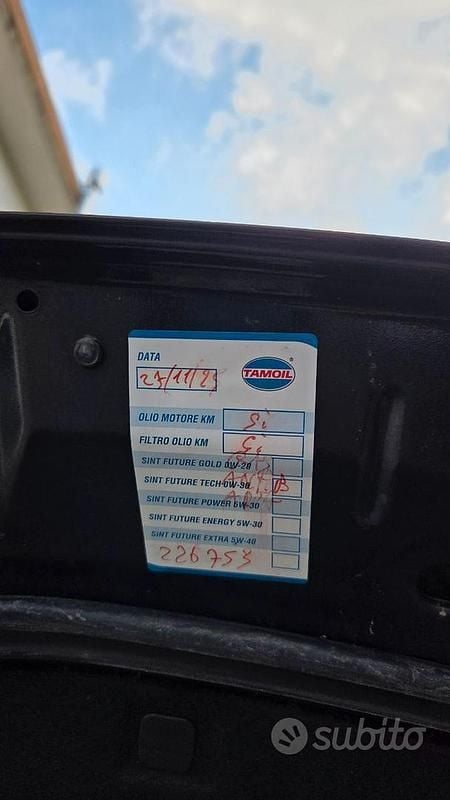 DATA
TAMOIL
27/11/25
OLIO MOTORE KM Si
FILTRO OLIO KM Si
SINT FUTURE GOLD 0W-20
SINT FUTURE TECH 0W-30
SINT FUTURE POWER 5W-30
SINT FUTURE ENERGY 5W-30
SINT FUTURE EXTRA 5W-40
226753
subito